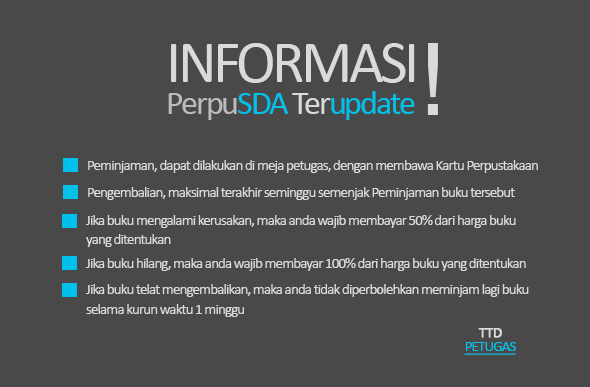 INFORMASI !
PerpuSDA Terupdate
Peminjaman, dapat dilakukan di meja petugas, dengan membawa Kartu Perpustakaan
Pengembalian, maksimal terakhir seminggu semenjak Peminjaman buku tersebut
Jika buku mengalami kerusakan, maka anda wajib membayar 50% dari harga buku
yang ditentukan
Jika buku hilang, maka anda wajib membayar 100% dari harga buku yang ditentukan
Jika buku telat mengembalikan, maka anda tidak diperbolehkan meminjam lagi buku
selama kurun waktu 1 minggu
TTD
PETUGAS